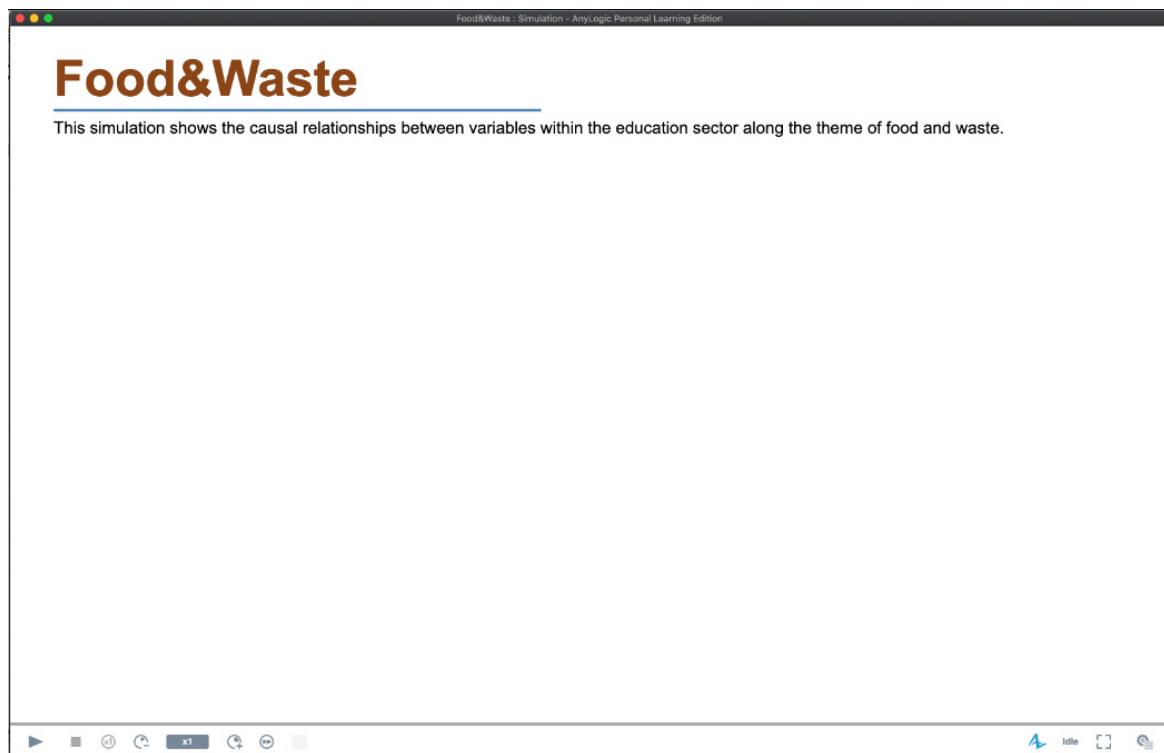 Food&Waste : Simulation - AnyLogic Personal Learning Edition
Food&Waste
This simulation shows the causal relationships between variables within the education sector along the theme of food and waste.
x1 x1 Idle